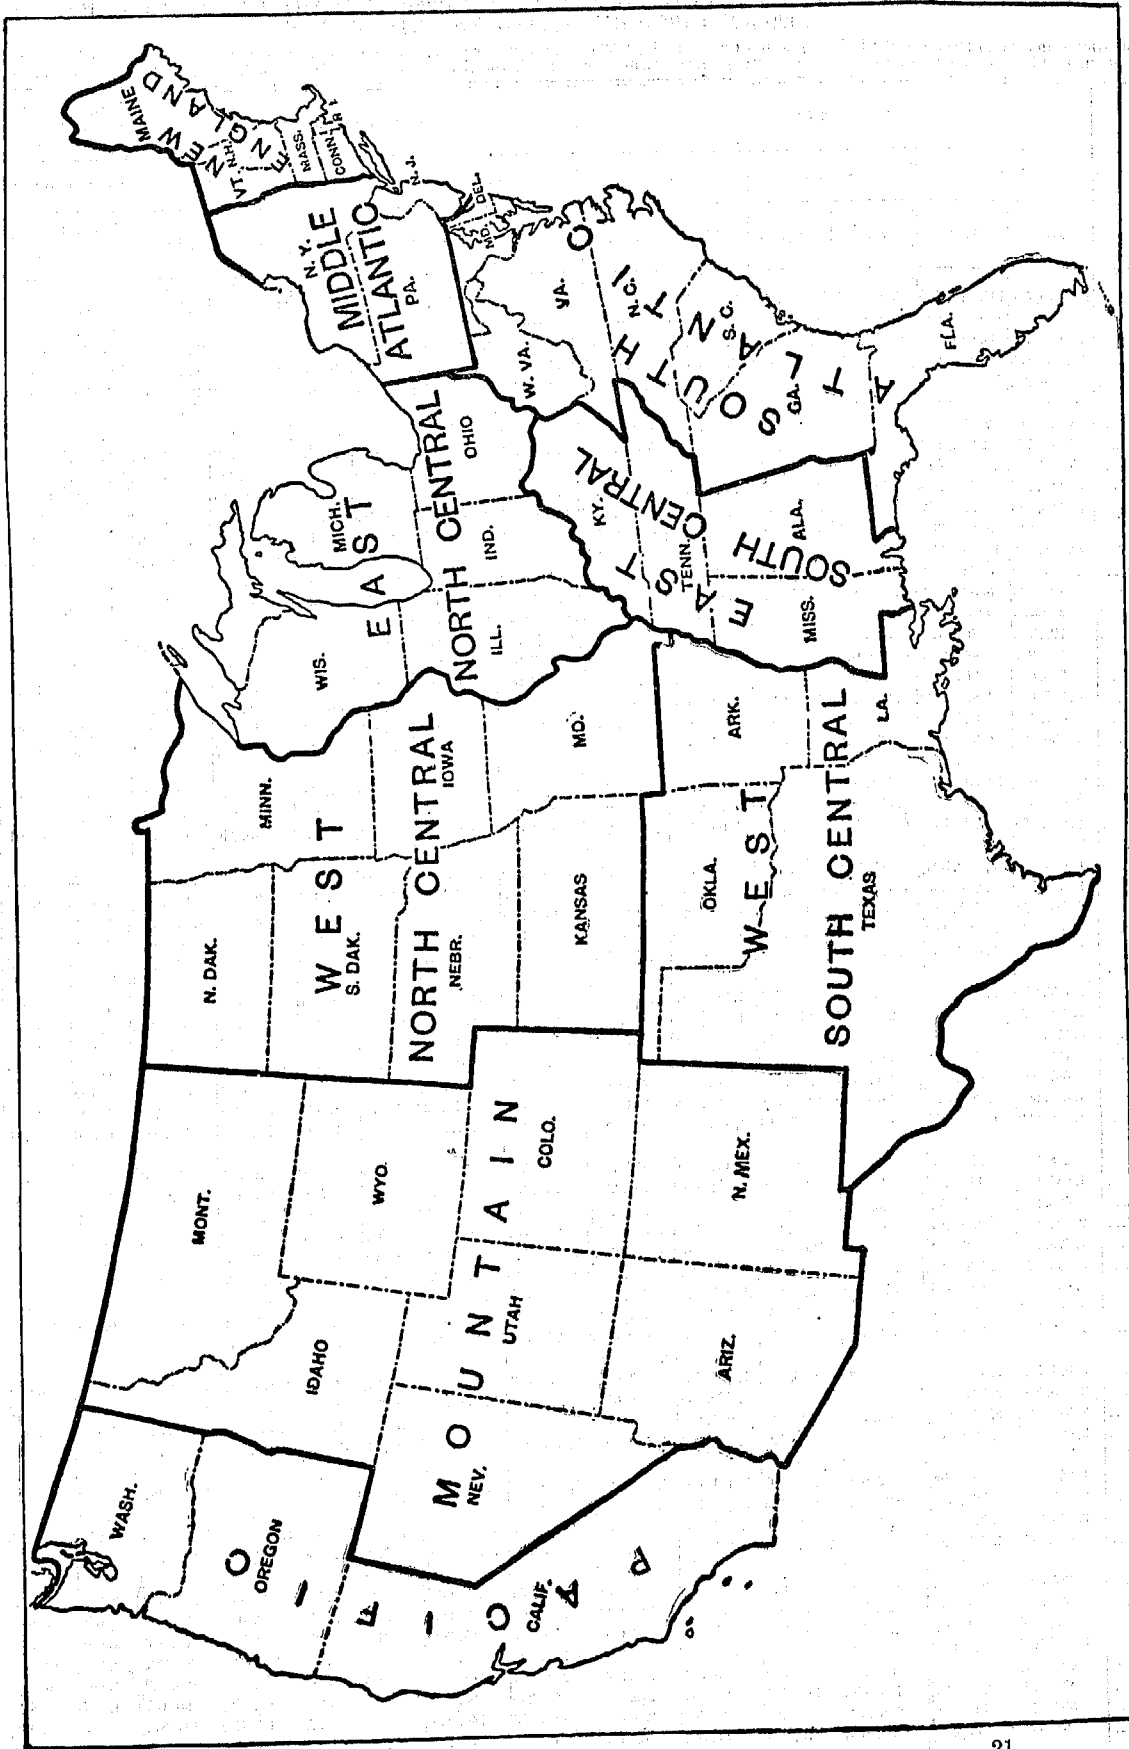 WASH.
OREGON
CALIF.
PACIFIC
MONT.
IDAHO
WYO.
NEV.
UTAH
COLO.
ARIZ.
N. MEX.
MOUNTAIN
N. DAK.
S. DAK.
NEBR.
KANSAS
MINN.
IOWA
MO.
WEST
NORTH CENTRAL
OKLA.
TEXAS
ARK.
LA.
WEST
SOUTH CENTRAL
WIS.
MICH.
ILL.
IND.
OHIO
EAST
NORTH CENTRAL
KY.
TENN.
MISS.
ALA.
EAST
SOUTH CENTRAL
N. Y.
PA.
N. J.
MIDDLE
ATLANTIC
MAINE
VT.
N.H.
MASS.
CONN.
R I
NEW
ENGLAND
DEL.
MD.
W. VA.
VA.
N.C.
S. C.
GA.
FLA.
SOUTH
ATLANTIC
21